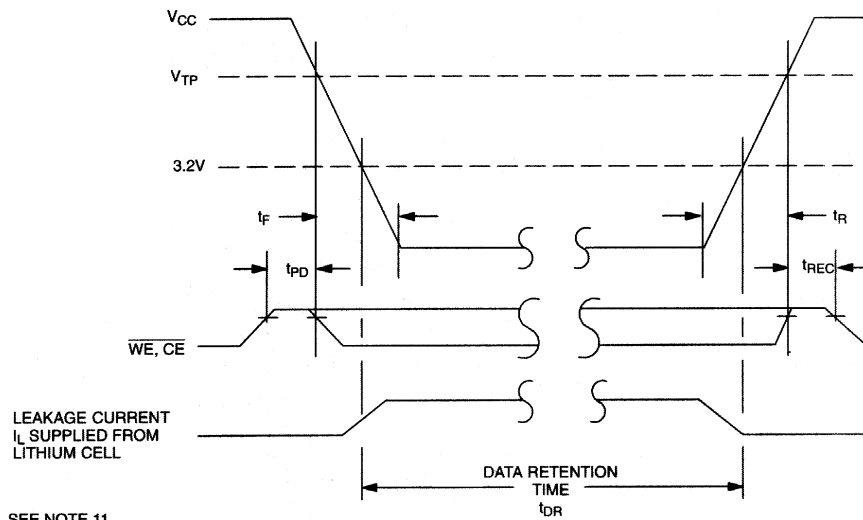 VCC
VTP
3.2V
tF
tR
tPD
tREC
WE, CE
LEAKAGE CURRENT
IL SUPPLIED FROM
LITHIUM CELL
DATA RETENTION
TIME
tDR
SEE NOTE 11